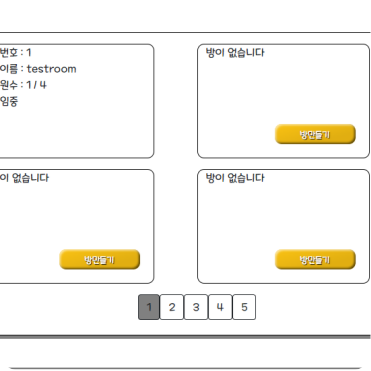 번호 : 1
이름 : testroom
원수 : 1 / 4
임중
방이 없습니다
방만들기
이 없습니다
방만들기
방이 없습니다
방만들기
1 2 3 4 5